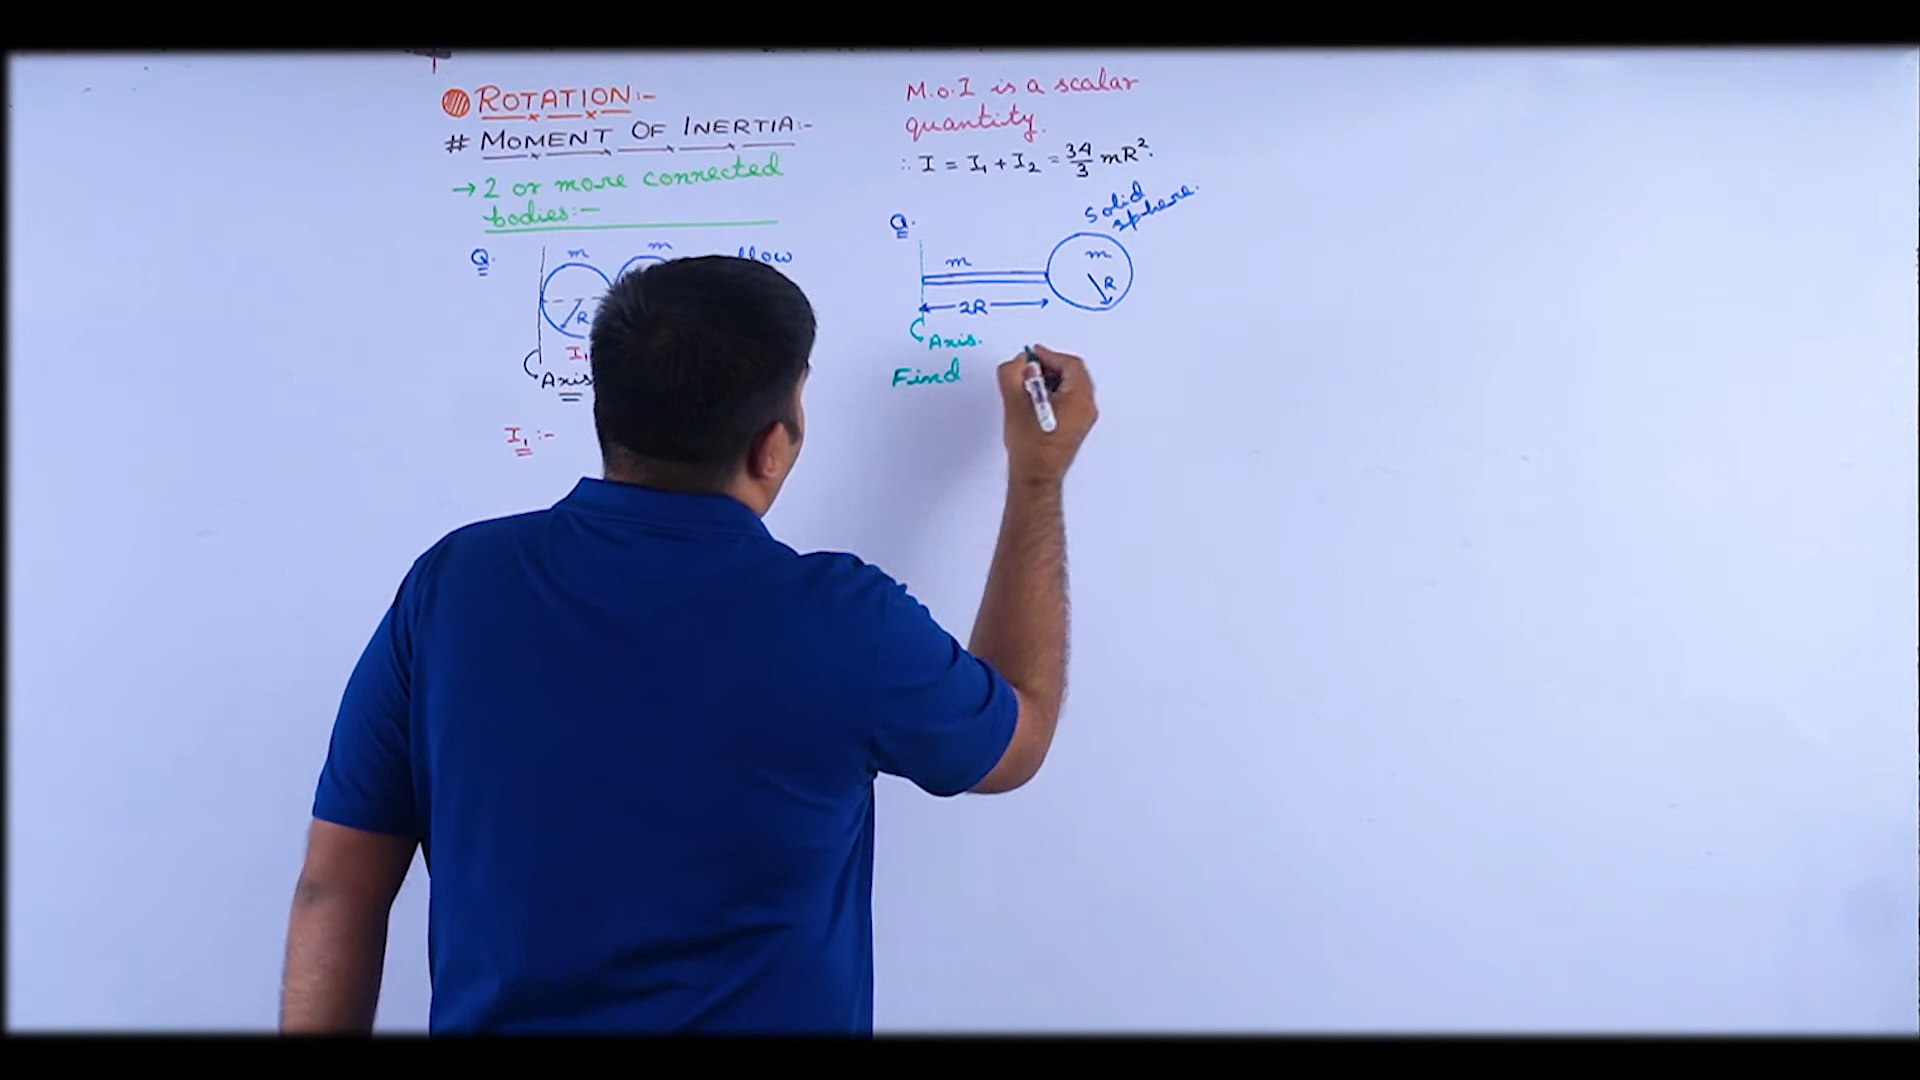 ROTATION:-
# MOMENT OF INERTIA:-
→ 2 or more connected
bodies:-
Q.
m
m
R
I₁
Axis
I₁ :-
M.O.I is a scalar
quantity.
∴ I = I₁ + I₂ = 34/3 mR².
Q.
Solid
sphere.
m
m
R
2R
Axis.
Find